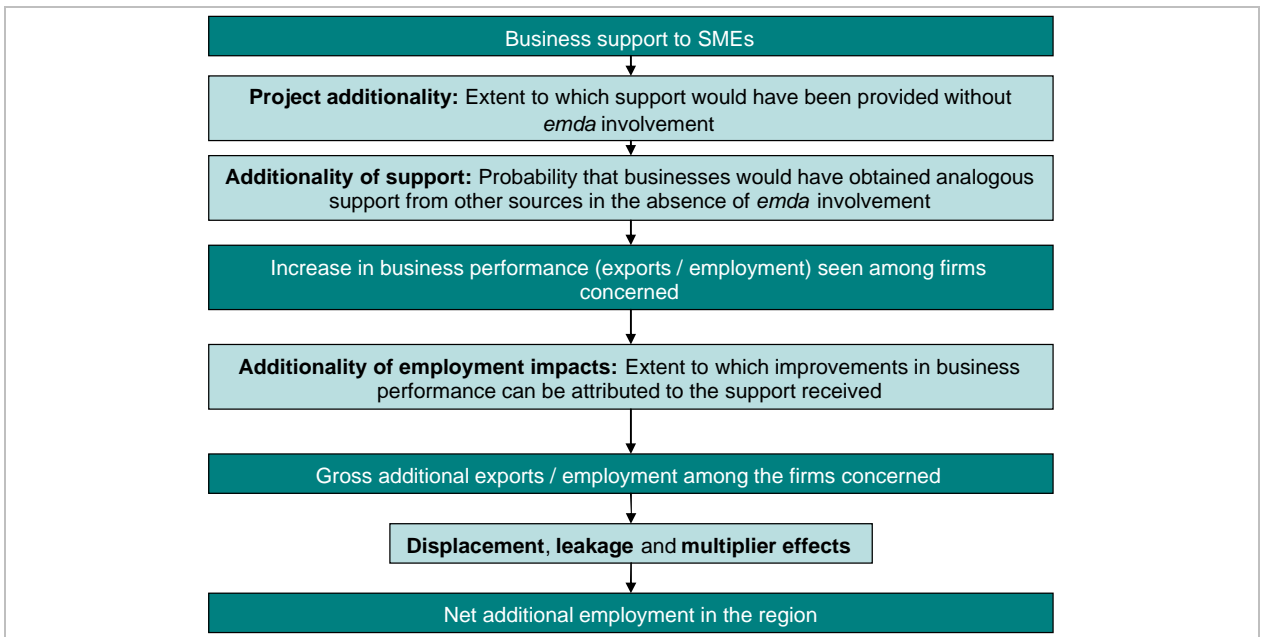 Business support to SMEs
Project additionality: Extent to which support would have been provided without
emda involvement
Additionality of support: Probability that businesses would have obtained analogous
support from other sources in the absence of emda involvement
Increase in business performance (exports / employment) seen among firms
concerned
Additionality of employment impacts: Extent to which improvements in business
performance can be attributed to the support received
Gross additional exports / employment among the firms concerned
Displacement, leakage and multiplier effects
Net additional employment in the region